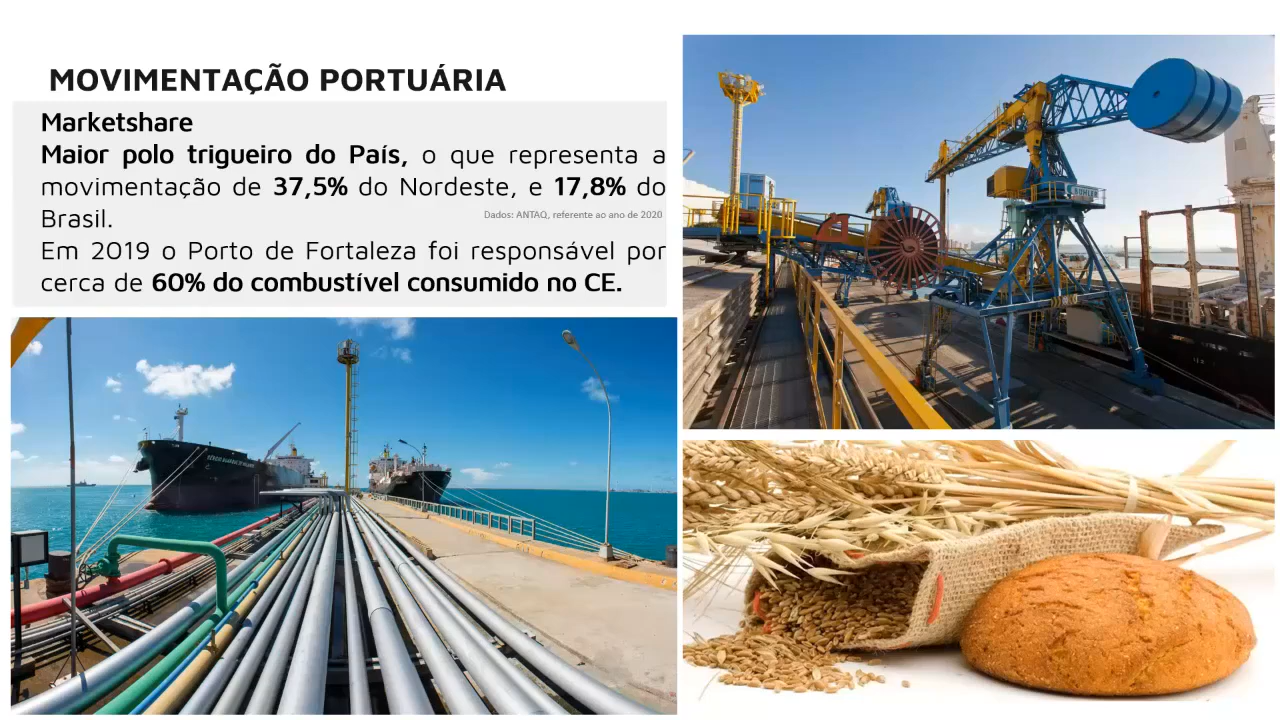 MOVIMENTAÇÃO PORTUÁRIA
Marketshare
Maior polo trigueiro do País, o que representa a
movimentação de 37,5% do Nordeste, e 17,8% do
Brasil.
Dados: ANTAQ, referente ao ano de 2020
Em 2019 o Porto de Fortaleza foi responsável por
cerca de 60% do combustível consumido no CE.